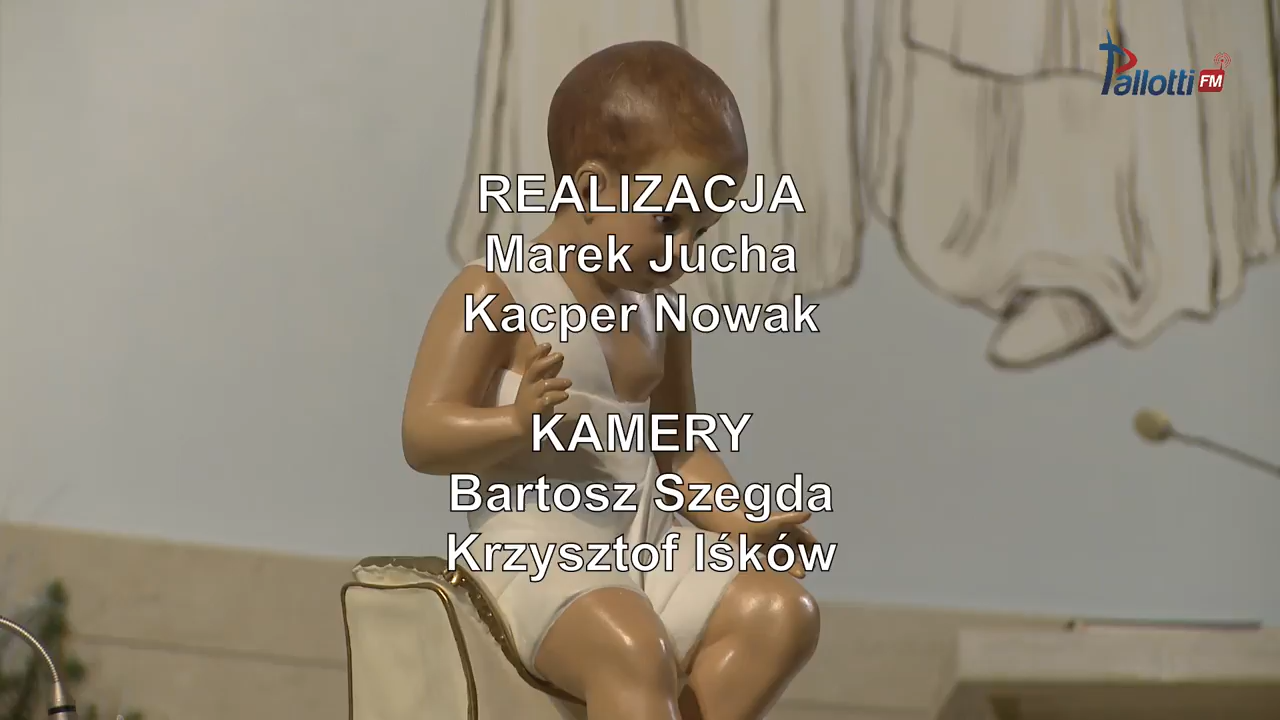 Pallotti FM
REALIZACJA
Marek Jucha
Kacper Nowak
KAMERY
Bartosz Szegda
Krzysztof Iśków